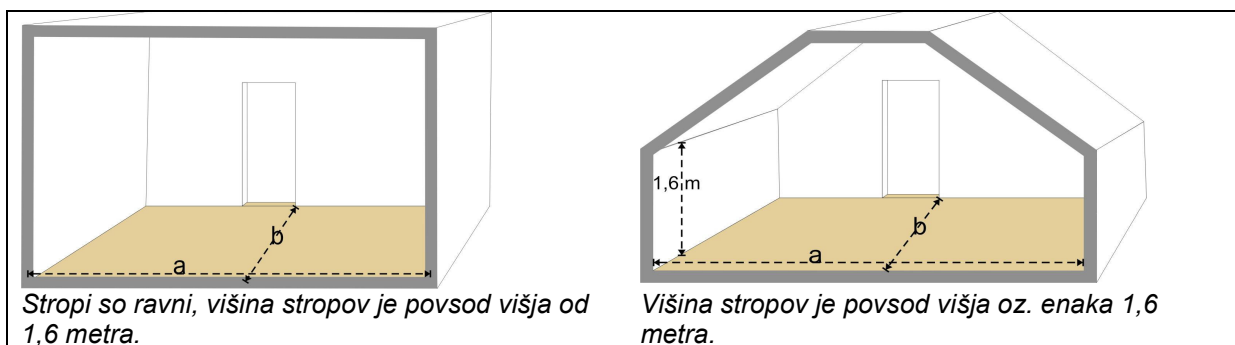 a
b
Stropi so ravni, višina stropov je povsod višja od
1,6 metra.
1,6 m
a
b
Višina stropov je povsod višja oz. enaka 1,6
metra.